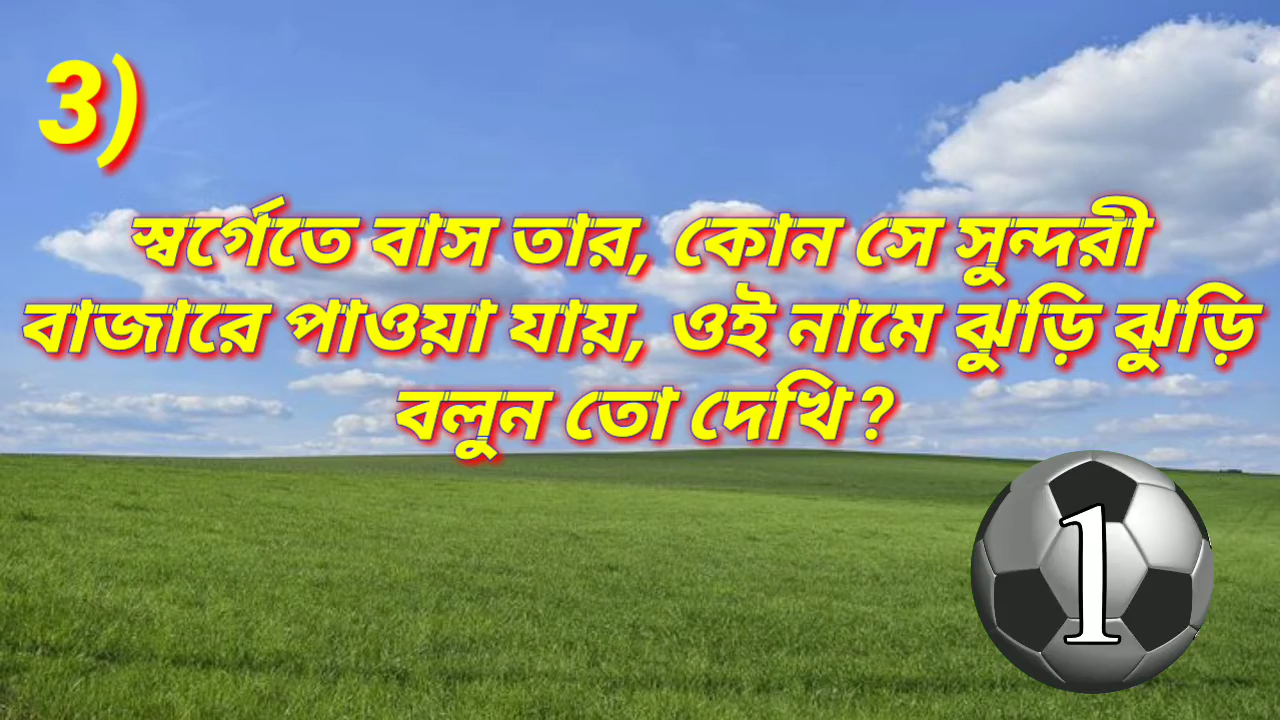 3)
স্বর্গেতে বাস তার, কোন সে সুন্দরী
বাজারে পাওয়া যায়, ওই নামে ঝুড়ি ঝুড়ি
বলুন তো দেখি ?
1